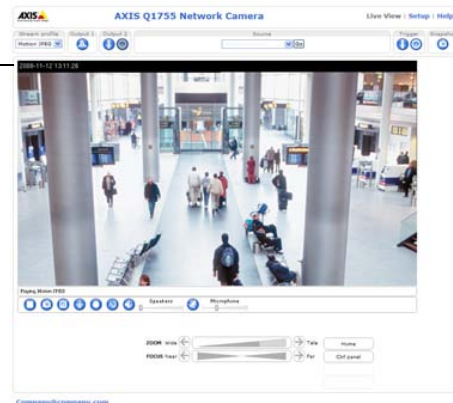 AXIS
AXIS Q1755 Network Camera
Live View | Setup | Help
Stream profile
Output 1
Output 2
Source
Trigger
Snapshot
Motion JPEG
Go
2008-11-12 13:11:28
Playing Motion JPEG
Speakers
Microphone
ZOOM Wide
Tele
Home
FOCUS Near
Far
Ctrl panel
Company@company.com